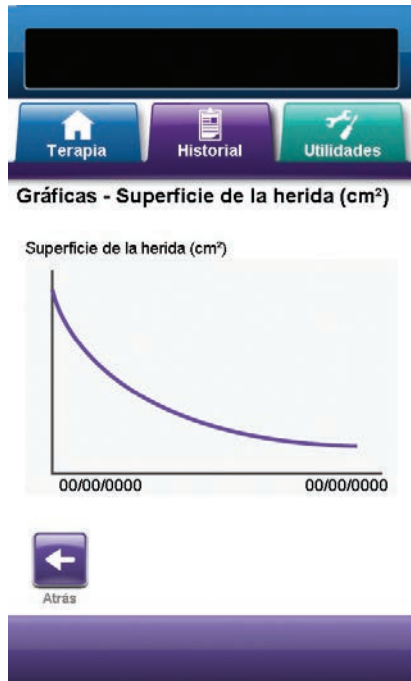 Terapia
Historial
Utilidades
Gráficas - Superficie de la herida (cm²)
Superficie de la herida (cm²)
00/00/0000
00/00/0000
Atrás